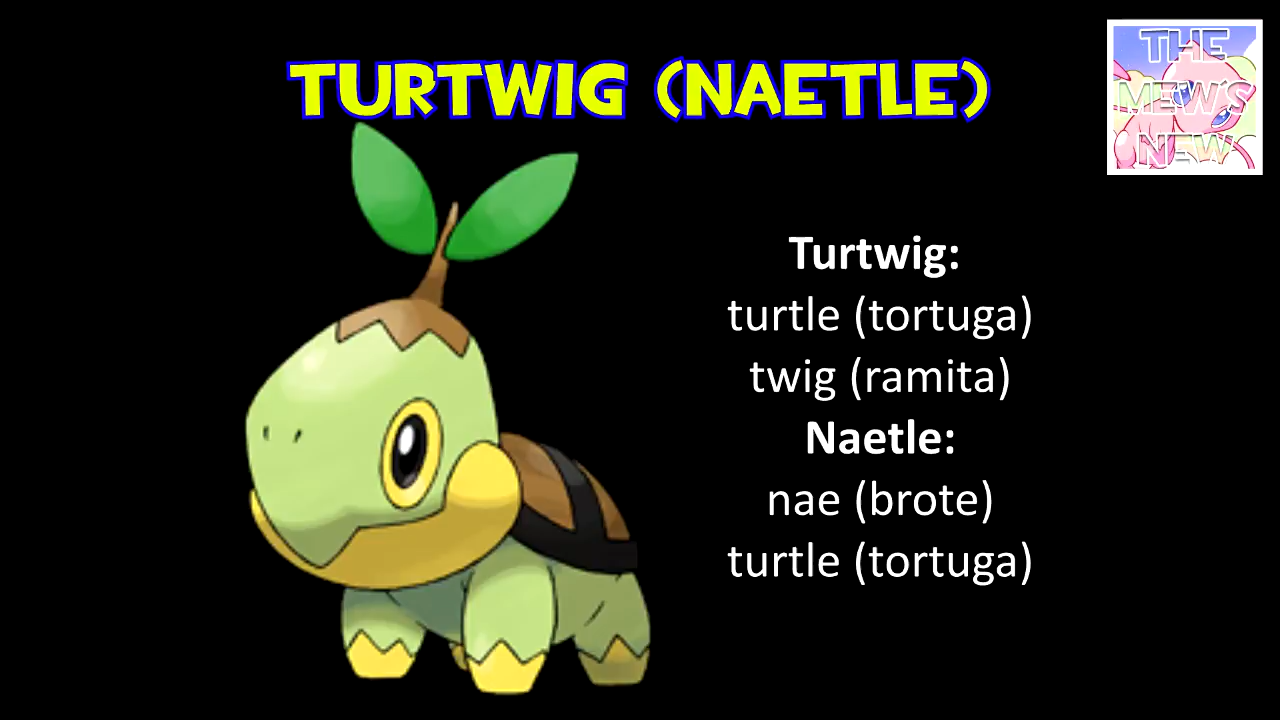 TURTWIG (NAETLE)
THE
MEW'S
NEW
Turtwig:
turtle (tortuga)
twig (ramita)
Naetle:
nae (brote)
turtle (tortuga)